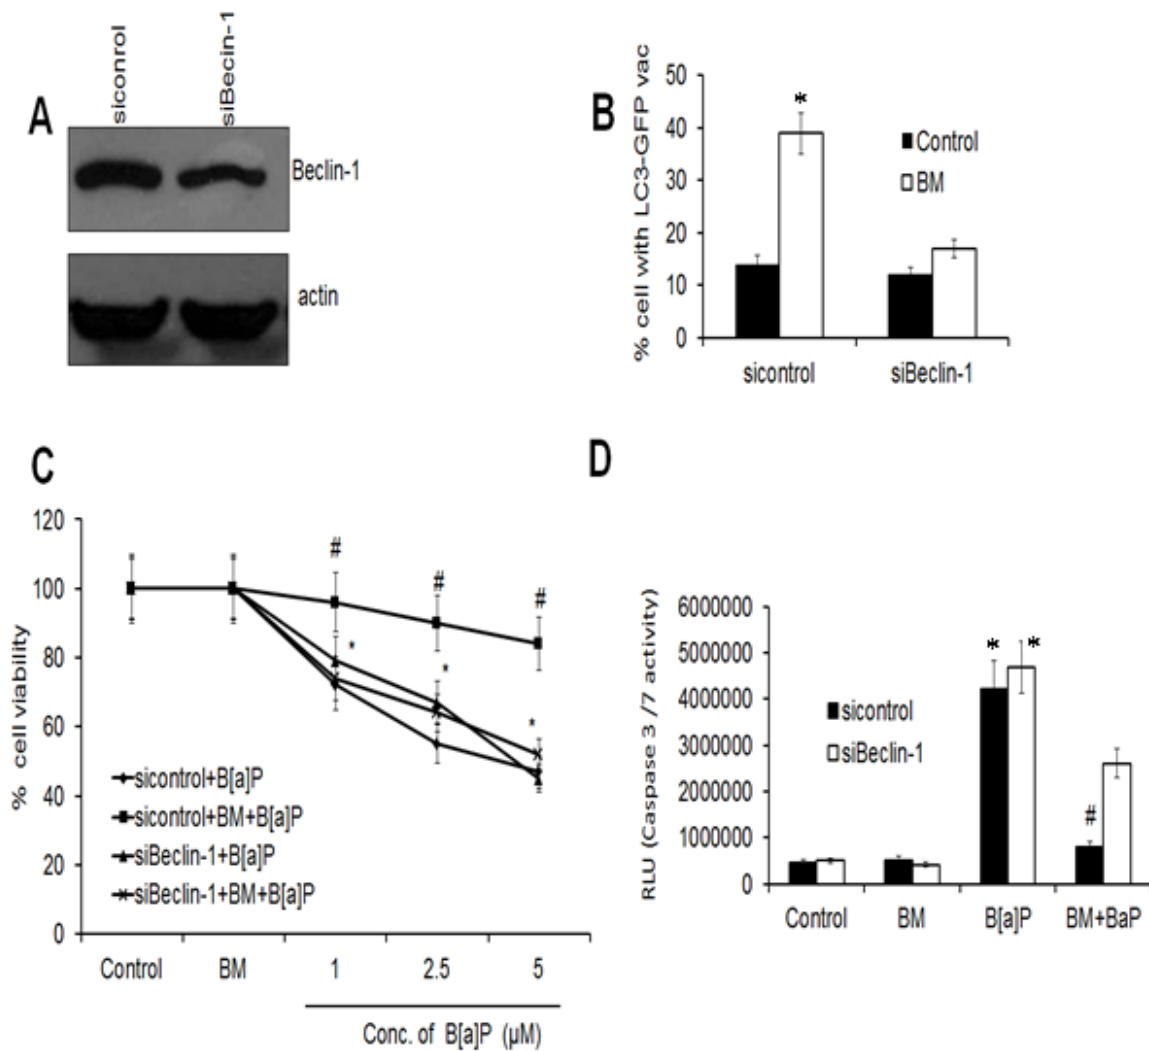 A
siconrol
siBecin-1
Beclin-1
actin
B
% cell with LC3-GFP vac
50
40
30
20
10
0
*
Control
BM
sicontrol
siBeclin-1
C
% cell viability
120
100
80
60
40
20
0
#
#
#
*
*
*
sicontrol+B[a]P
sicontrol+BM+B[a]P
siBeclin-1+B[a]P
siBeclin-1+BM+B[a]P
Control
BM
1
2.5
5
Conc. of B[a]P (µM)
D
RLU (Caspase 3 /7 activity)
6000000
5000000
4000000
3000000
2000000
1000000
0
sicontrol
siBeclin-1
*
*
#
Control
BM
B[a]P
BM+BaP